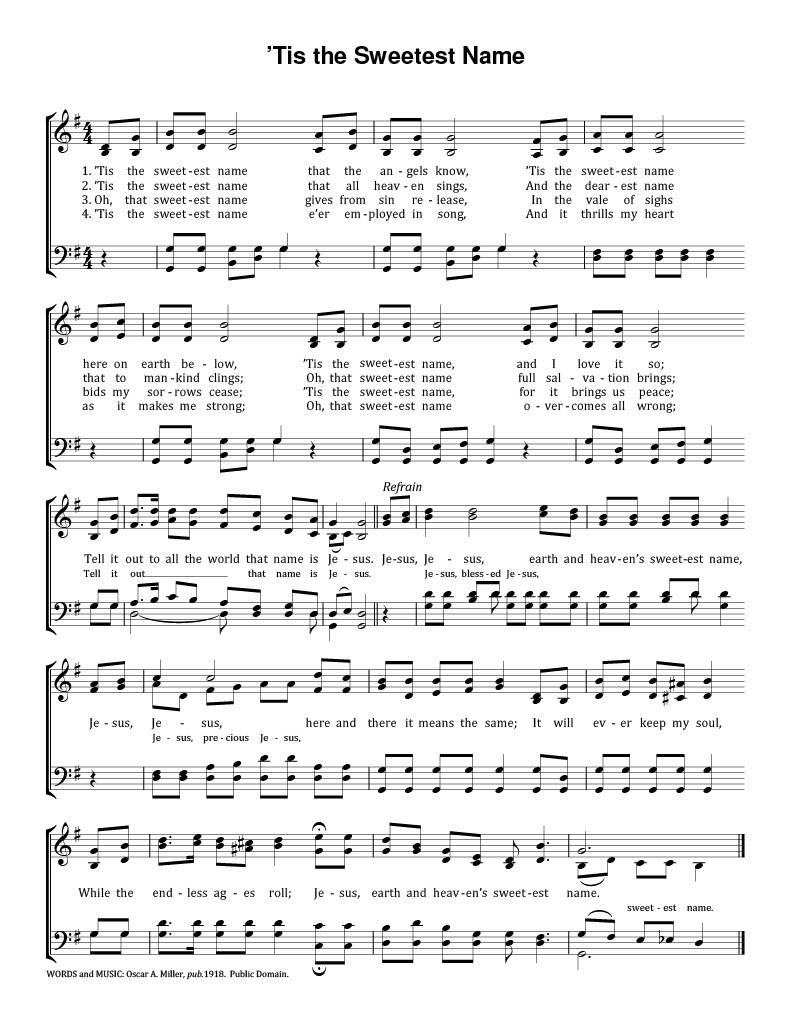 ’Tis the Sweetest Name
1. ’Tis the sweet-est name that the an-gels know, ’Tis the sweet-est name
2. ’Tis the sweet-est name that all heav-en sings, And the dear-est name
3. Oh, that sweet-est name gives from sin re-lease, In the vale of sighs
4. ’Tis the sweet-est name e’er em-ployed in song, And it thrills my heart
here on earth be-low, ’Tis the sweet-est name, and I love it so;
that to man-kind clings; Oh, that sweet-est name full sal-va-tion brings;
bids my sor-rows cease; ’Tis the sweet-est name, for it brings us peace;
as it makes me strong; Oh, that sweet-est name o-ver-comes all wrong;
Refrain
Tell it out to all the world that name is Je-sus. Je-sus, Je-sus, earth and heav-en’s sweet-est name,
Tell it out that name is Je-sus. Je-sus, bless-ed Je-sus,
Je-sus, Je-sus, here and there it means the same; It will ev-er keep my soul,
Je-sus, pre-cious Je-sus,
While the end-less ag-es roll; Je-sus, earth and heav-en’s sweet-est name.
sweet-est name.
WORDS and MUSIC: Oscar A. Miller, pub.1918. Public Domain.